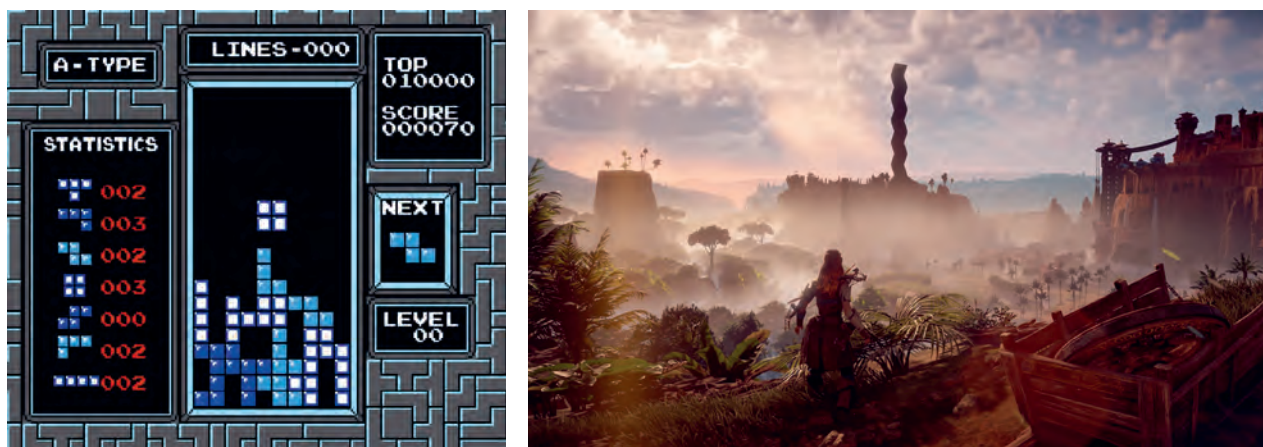 LINES-000
A-TYPE
TOP
010000
SCORE
000070
STATISTICS
002
003
002
003
000
002
002
NEXT
LEVEL
00